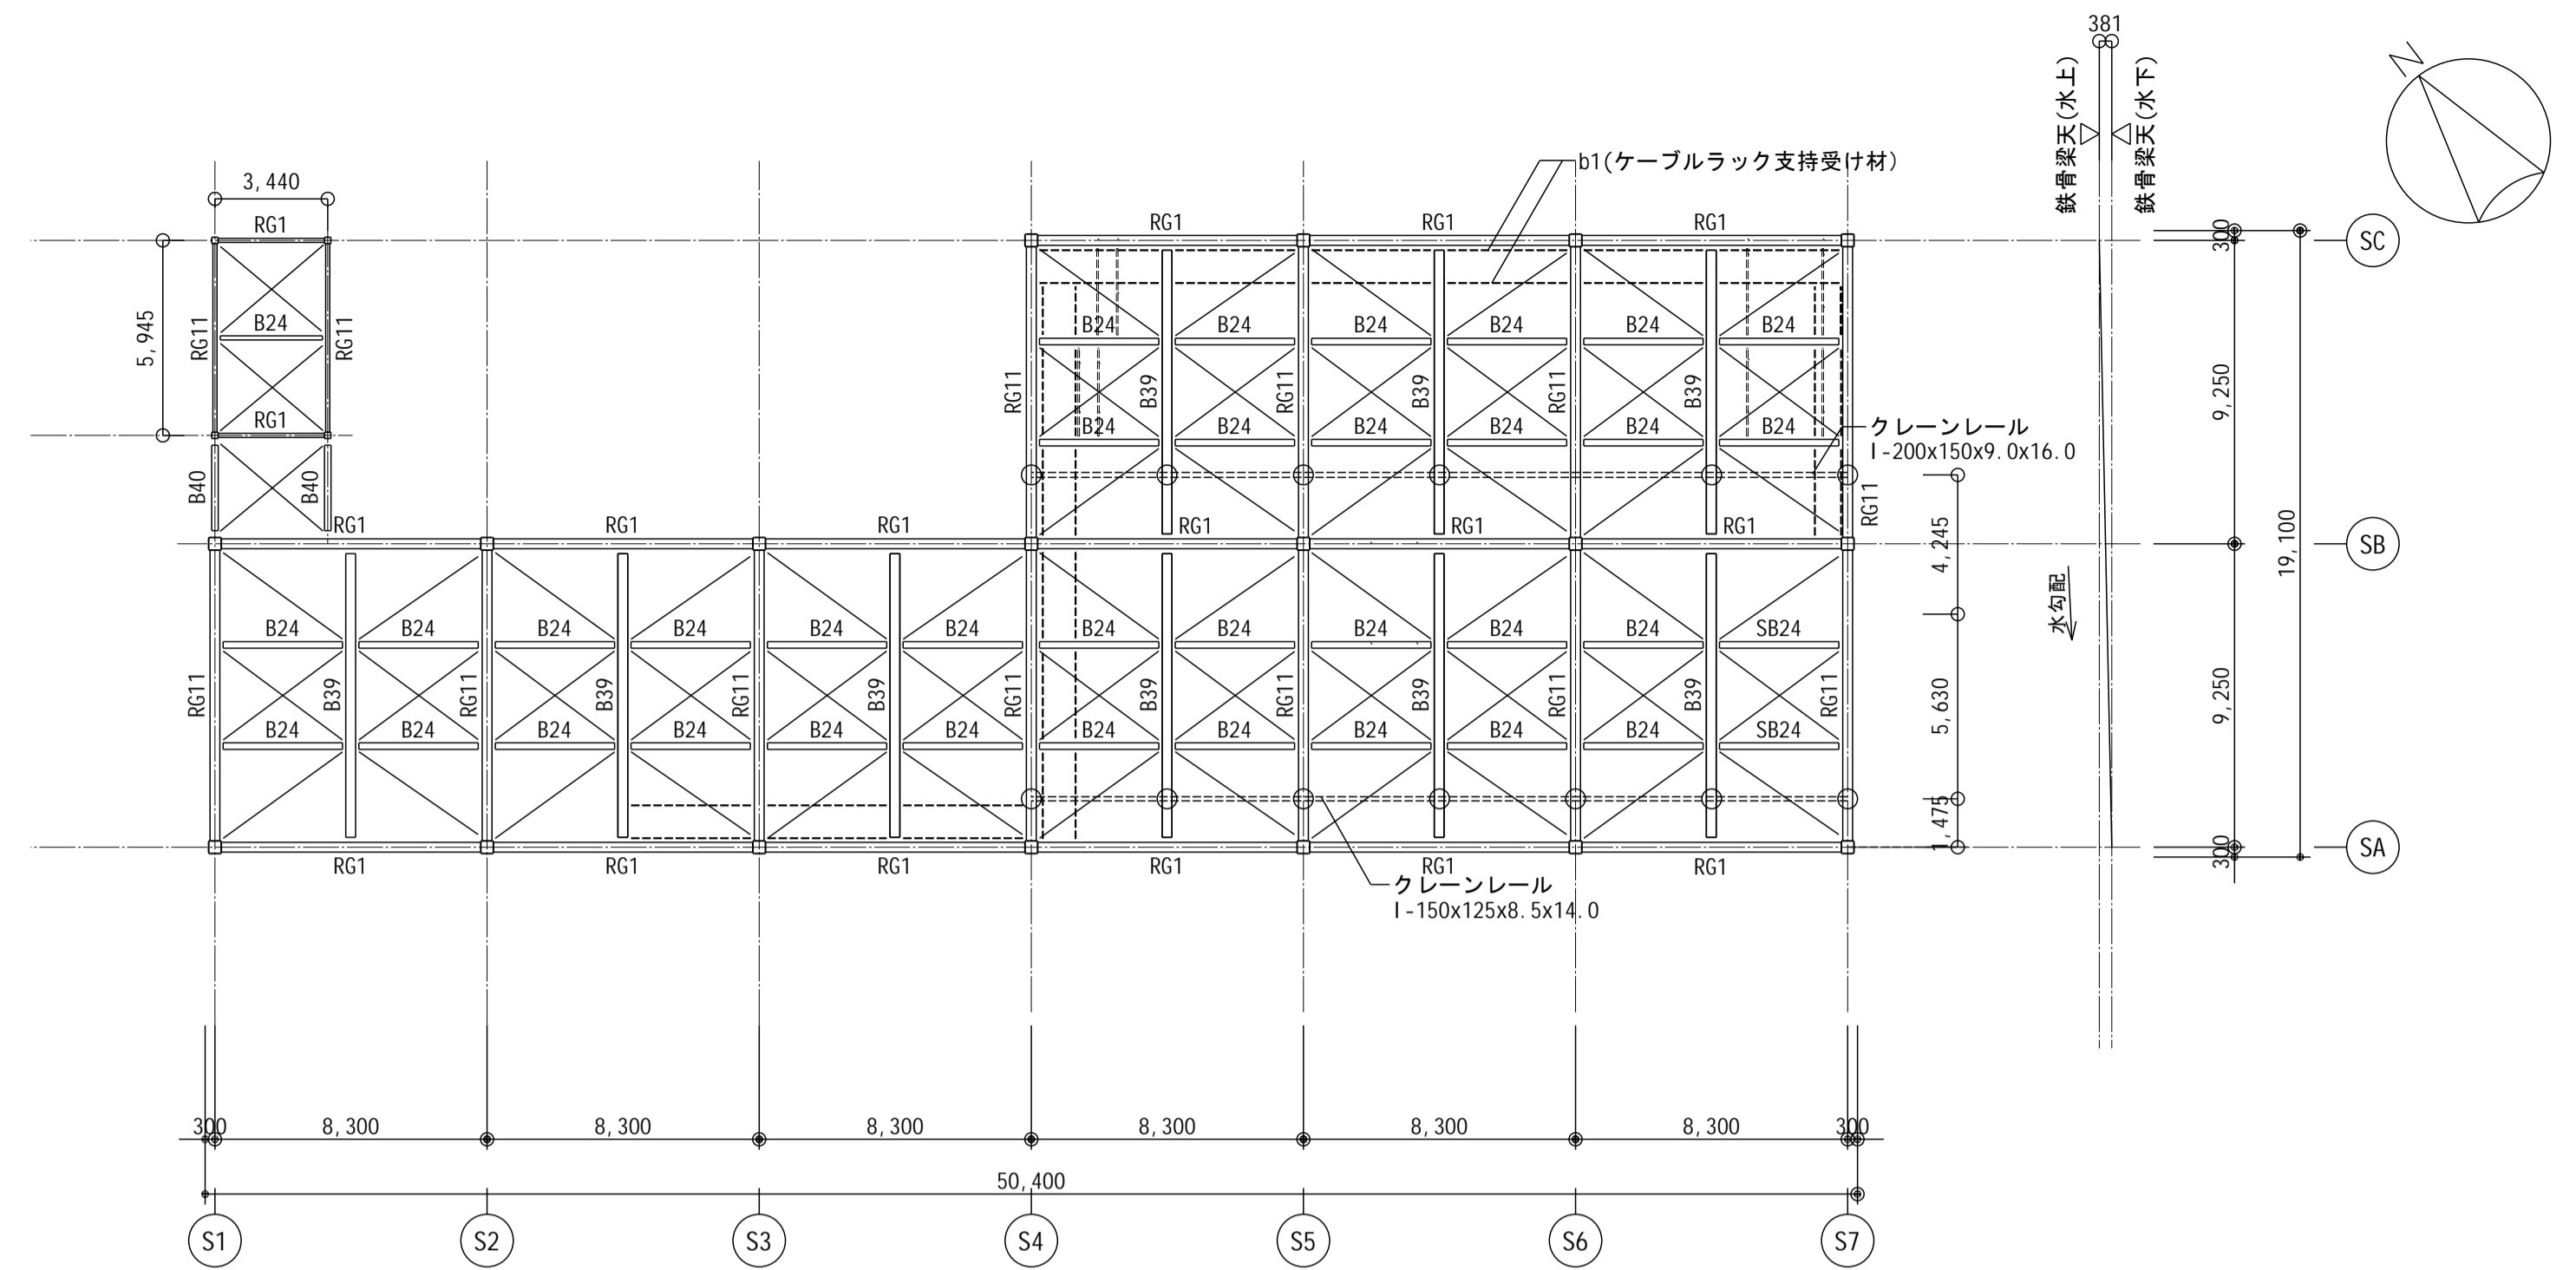 381
鉄骨梁天(水上)
鉄骨梁天(水下)
N
b1(ケーブルラック支持受け材)
3,440
RG1
RG1
RG1
RG1
300
SC
5,945
RG11
B24
RG11
B24
B24
B24
B24
B24
B24
RG11
B39
RG11
B39
RG11
B39
9,250
RG1
B24
B24
B24
B24
B24
B24
クレーンレール
I-200x150x9.0x16.0
B40
B40
RG11
4,245
19,100
RG1
RG1
RG1
RG1
RG1
RG1
SB
水勾配
B24
B24
B24
B24
B24
B24
B24
B24
B24
B24
B24
SB24
RG11
B39
RG11
B39
RG11
B39
RG11
B39
RG11
B39
RG11
B39
RG11
5,630
9,250
B24
B24
B24
B24
B24
B24
B24
B24
B24
B24
B24
SB24
1,475
300
SA
RG1
RG1
RG1
RG1
RG1
RG1
クレーンレール
I-150x125x8.5x14.0
300
8,300
8,300
8,300
8,300
8,300
8,300
300
50,400
S1
S2
S3
S4
S5
S6
S7